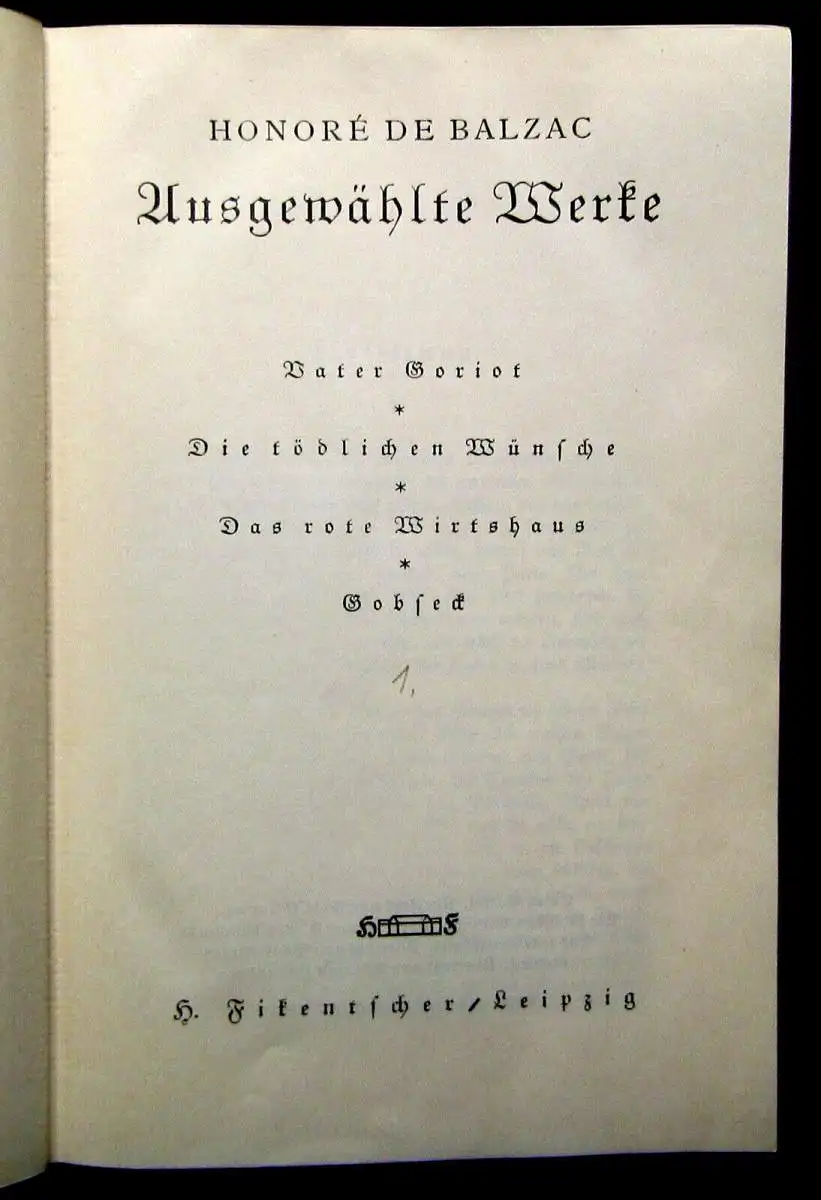 HONORÉ DE BALZAC
Ausgewählte Werke
Vater Goriot
*
Die tödlichen Wünſche
*
Das rote Wirtshaus
*
Gobſeck
1.
H F
H. Fikentſcher / Leipzig